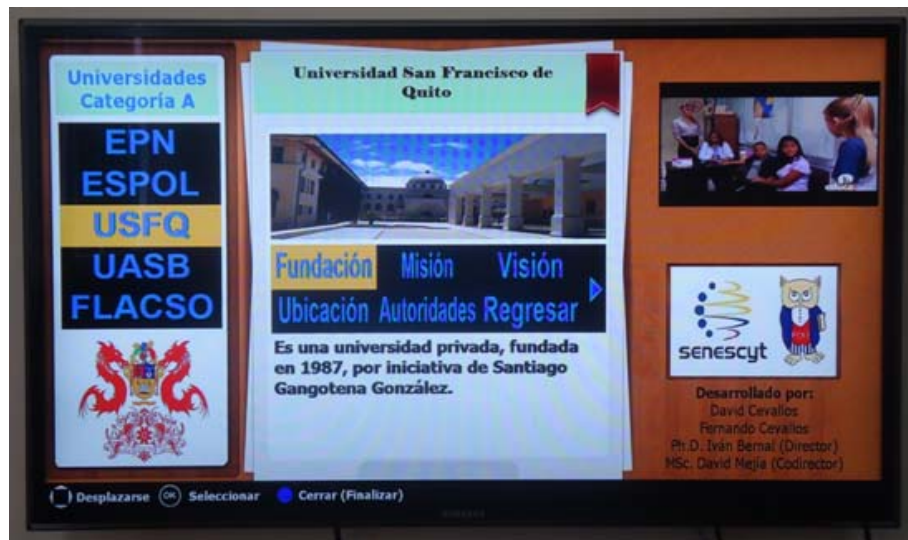 Universidades
Categoría A
EPN
ESPOL
USFQ
UASB
FLACSO
Universidad San Francisco de
Quito
Fundación Misión Visión
Ubicación Autoridades Regresar
Es una universidad privada, fundada
en 1987, por iniciativa de Santiago
Gangotena González.
senescyt
Desarrollado por:
David Cevallos
Fernando Cevallos
Ph.D. Iván Bernal (Director)
MSc. David Mejía (Codirector)
Desplazarse OK Seleccionar Cerrar (Finalizar)
SAMSUNG